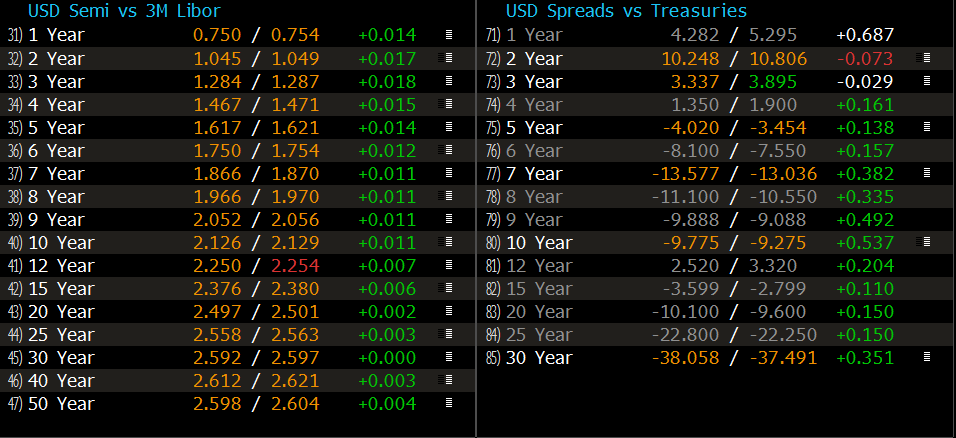 USD Semi vs 3M Libor
31) 1 Year 0.750 / 0.754 +0.014
32) 2 Year 1.045 / 1.049 +0.017
33) 3 Year 1.284 / 1.287 +0.018
34) 4 Year 1.467 / 1.471 +0.015
35) 5 Year 1.617 / 1.621 +0.014
36) 6 Year 1.750 / 1.754 +0.012
37) 7 Year 1.866 / 1.870 +0.011
38) 8 Year 1.966 / 1.970 +0.011
39) 9 Year 2.052 / 2.056 +0.011
40) 10 Year 2.126 / 2.129 +0.011
41) 12 Year 2.250 / 2.254 +0.007
42) 15 Year 2.376 / 2.380 +0.006
43) 20 Year 2.497 / 2.501 +0.002
44) 25 Year 2.558 / 2.563 +0.003
45) 30 Year 2.592 / 2.597 +0.000
46) 40 Year 2.612 / 2.621 +0.003
47) 50 Year 2.598 / 2.604 +0.004
USD Spreads vs Treasuries
71) 1 Year 4.282 / 5.295 +0.687
72) 2 Year 10.248 / 10.806 -0.073
73) 3 Year 3.337 / 3.895 -0.029
74) 4 Year 1.350 / 1.900 +0.161
75) 5 Year -4.020 / -3.454 +0.138
76) 6 Year -8.100 / -7.550 +0.157
77) 7 Year -13.577 / -13.036 +0.382
78) 8 Year -11.100 / -10.550 +0.335
79) 9 Year -9.888 / -9.088 +0.492
80) 10 Year -9.775 / -9.275 +0.537
81) 12 Year 2.520 / 3.320 +0.204
82) 15 Year -3.599 / -2.799 +0.110
83) 20 Year -10.100 / -9.600 +0.150
84) 25 Year -22.800 / -22.250 +0.150
85) 30 Year -38.058 / -37.491 +0.351